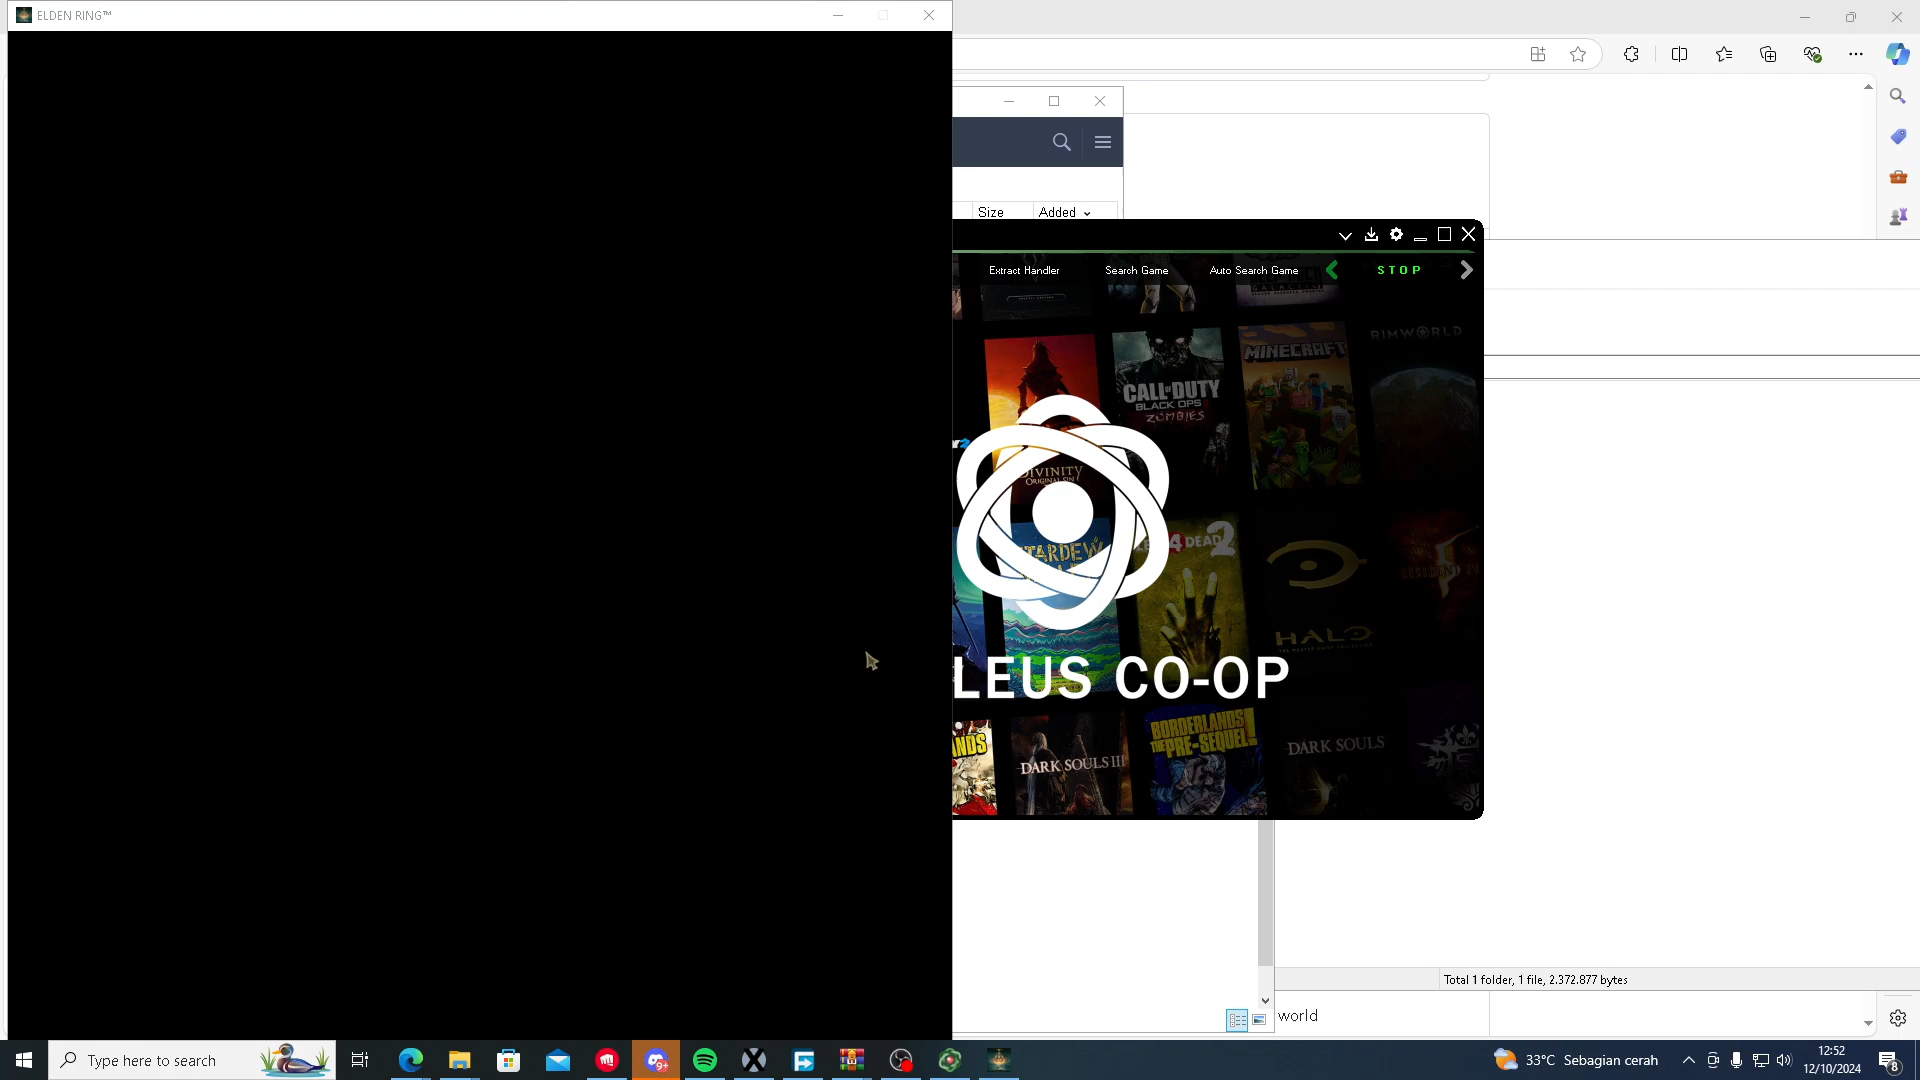 ELDEN RING™
Size
Added
Extract Handler
Search Game
Auto Search Game
STOP
RIMWORLD
MINECRAFT
CALL OF DUTY
BLACK OPS
ZOMBIES
DIVINITY
ORIGINAL SIN
STARDEW
4 DEAD 2
HALO
LEUS CO-OP
BORDERLANDS
THE PRE-SEQUEL!
ANDS
DARK SOULS III
DARK SOULS
Total 1 folder, 1 file, 2.372.877 bytes
world
Type here to search
9+
33°C Sebagian cerah
12:52
12/10/2024
8